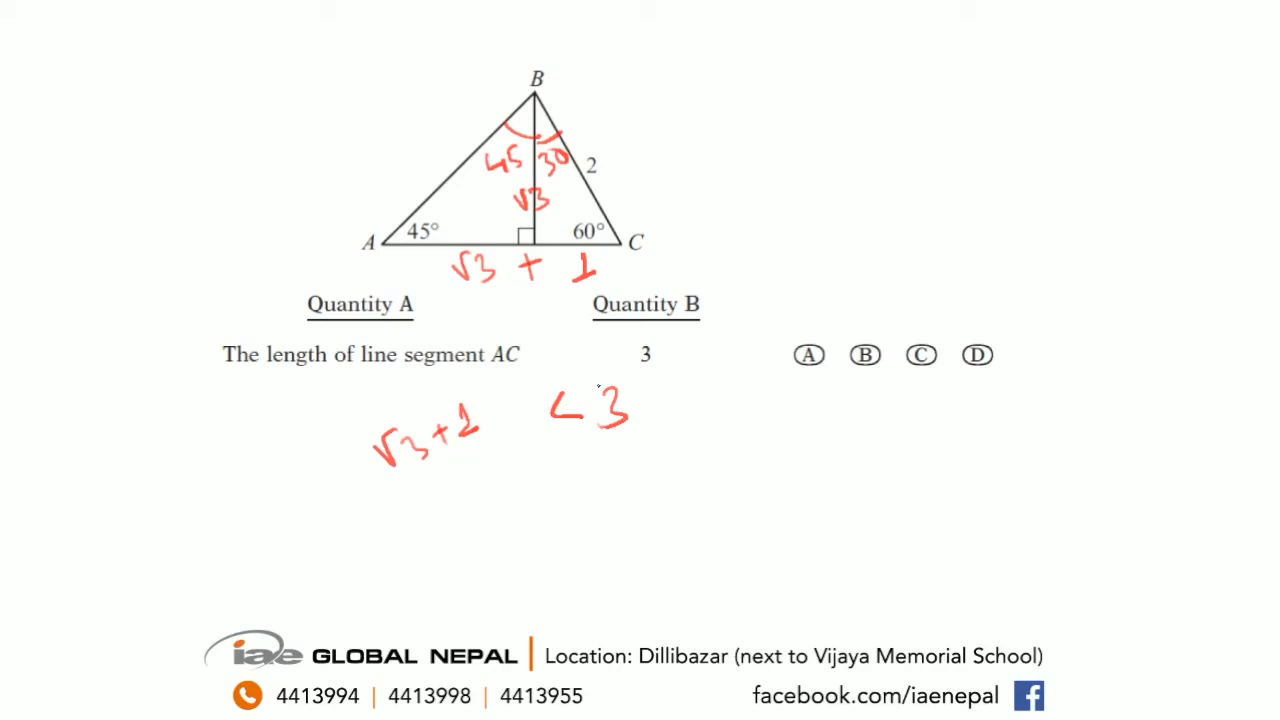 B
45 30 2
√3
A 45° 60° C
√3 + 1
Quantity A Quantity B
The length of line segment AC 3 A B C D
√3+1 < 3
iae GLOBAL NEPAL | Location: Dillibazar (next to Vijaya Memorial School)
4413994 | 4413998 | 4413955 facebook.com/iaenepal f